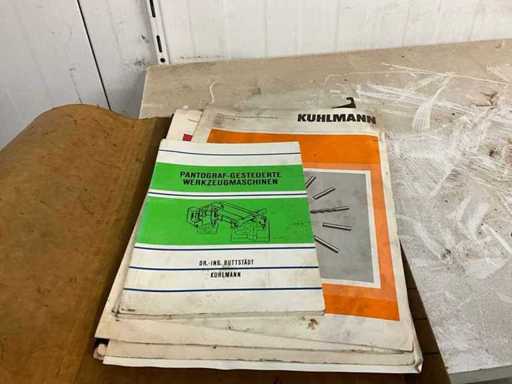 KUHLMANN
PANTOGRAF-GESTEUERTE
WERKZEUGMASCHINEN
DR.-ING. BUTTSTÄDT
KUHLMANN